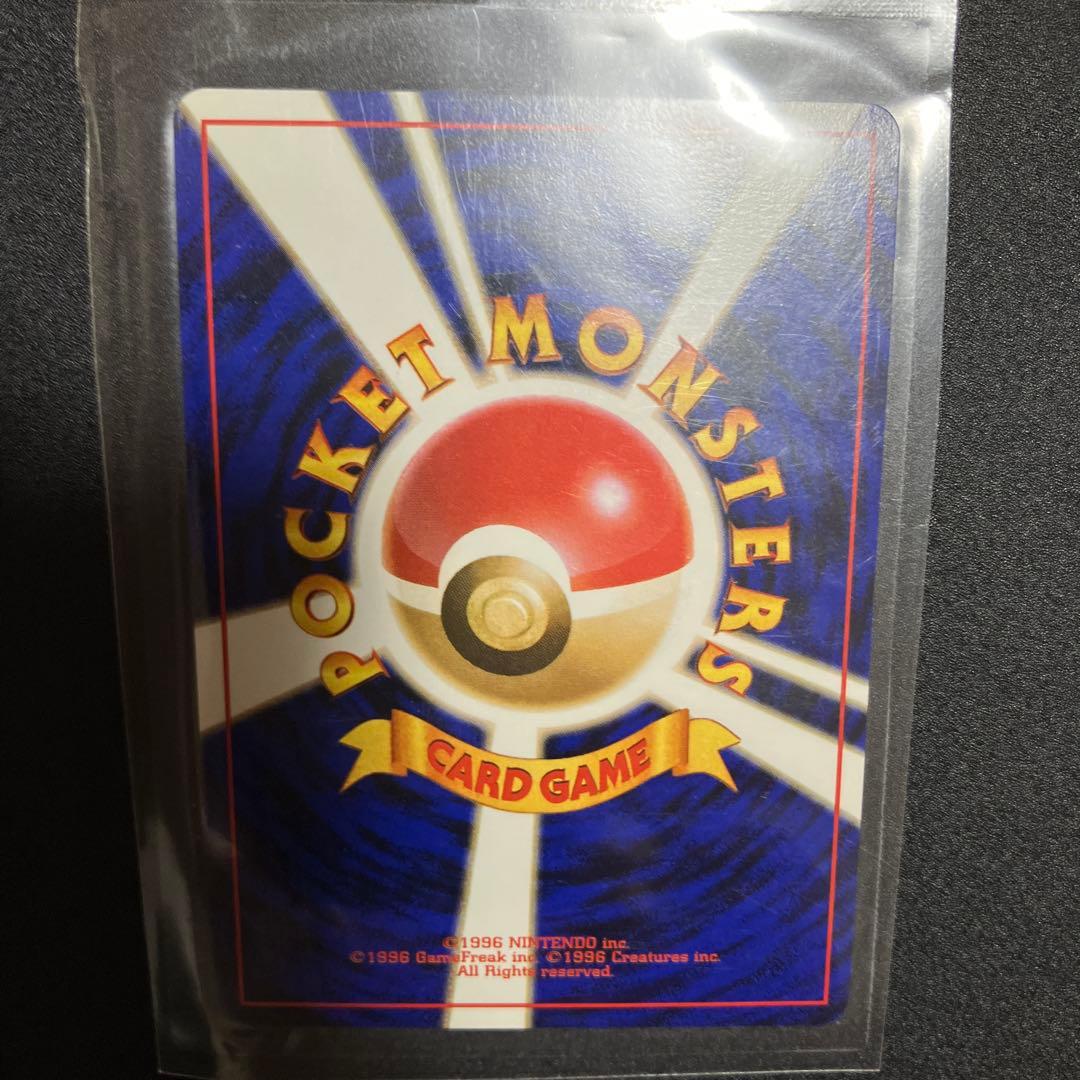 POCKET MONSTERS
CARD GAME
©1996 NINTENDO inc.
©1996 GameFreak inc. ©1996 Creatures inc.
All Rights reserved.